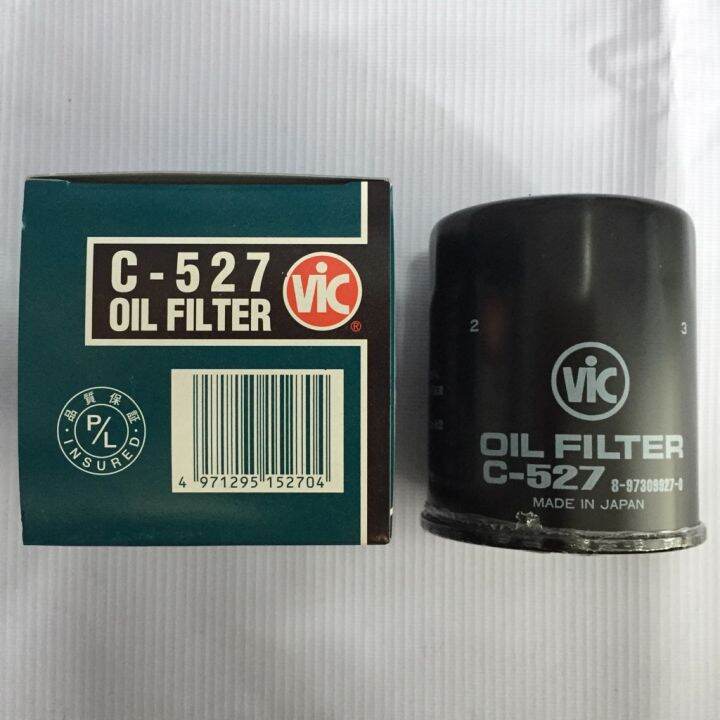 C-527
OIL FILTER
VIC
®
品質保証
P/L
INSURED
4 971295 152704
2
3
VIC
OIL FILTER
C-527 8-97309927-0
MADE IN JAPAN